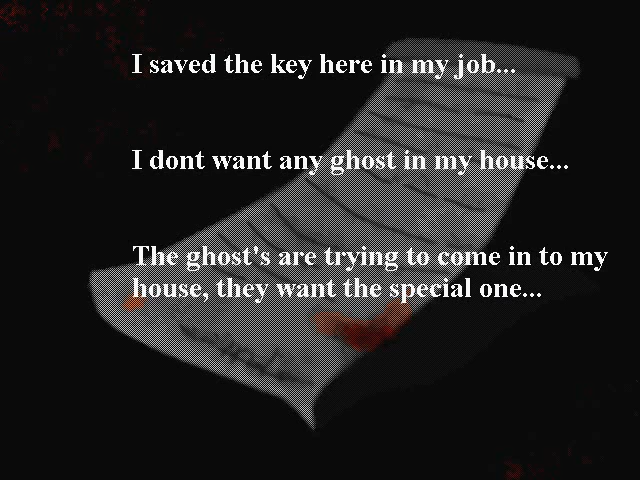 I saved the key here in my job...
I dont want any ghost in my house...
The ghost's are trying to come in to my
house, they want the special one...